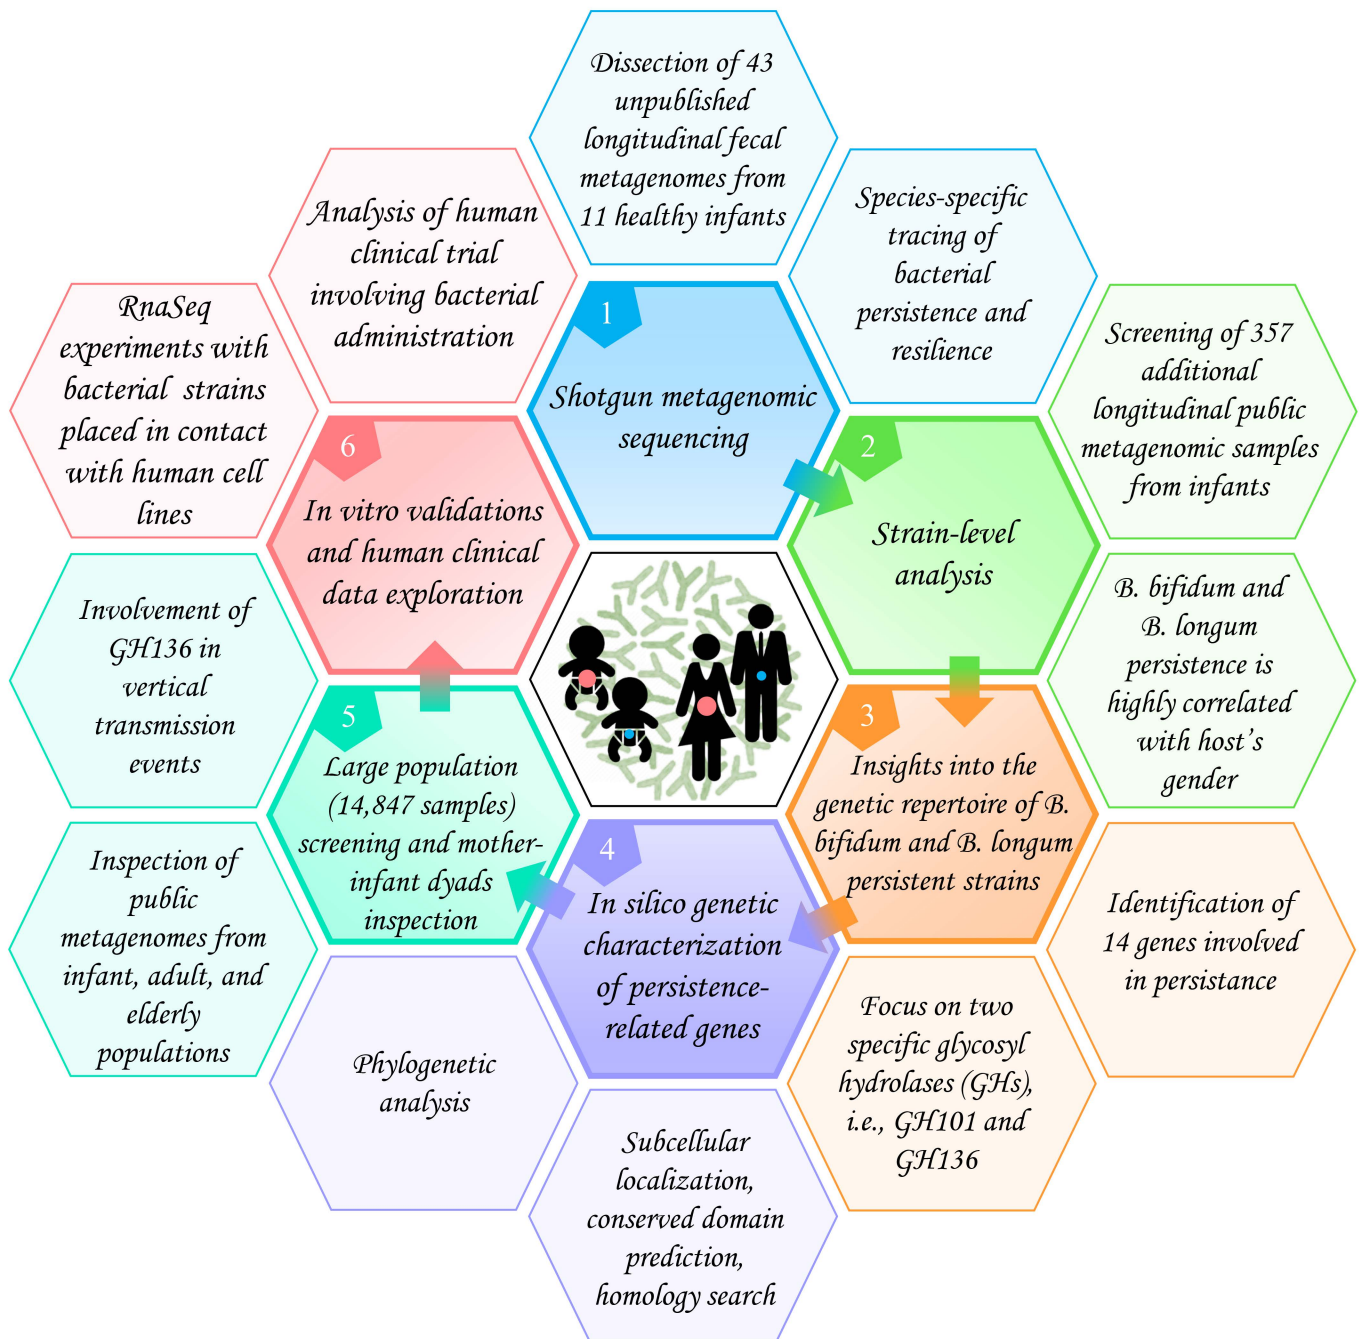 Dissection of 43
unpublished
longitudinal fecal
metagenomes from
11 healthy infants
Species-specific
tracing of
bacterial
persistence and
resilience
1
Shotgun metagenomic
sequencing
Screening of 357
additional
longitudinal public
metagenomic samples
from infants
B. bifidum and
B. longum
persistence is
highly correlated
with host's
gender
2
Strain-level
analysis
3
Insights into the
genetic repertoire of B.
bifidum and B. longum
persistent strains
Identification of
14 genes involved
in persistance
Focus on two
specific glycosyl
hydrolases (GHs),
i.e., GH101 and
GH136
4
In silico genetic
characterization
of persistence-
related genes
Subcellular
localization,
conserved domain
prediction,
homology search
Phylogenetic
analysis
5
Large population
(14,847 samples)
screening and mother-
infant dyads
inspection
Inspection of
public
metagenomes from
infant, adult, and
elderly
populations
Involvement of
GH136 in
vertical
transmission
events
6
In vitro validations
and human clinical
data exploration
RnaSeq
experiments with
bacterial strains
placed in contact
with human cell
lines
Analysis of human
clinical trial
involving bacterial
administration